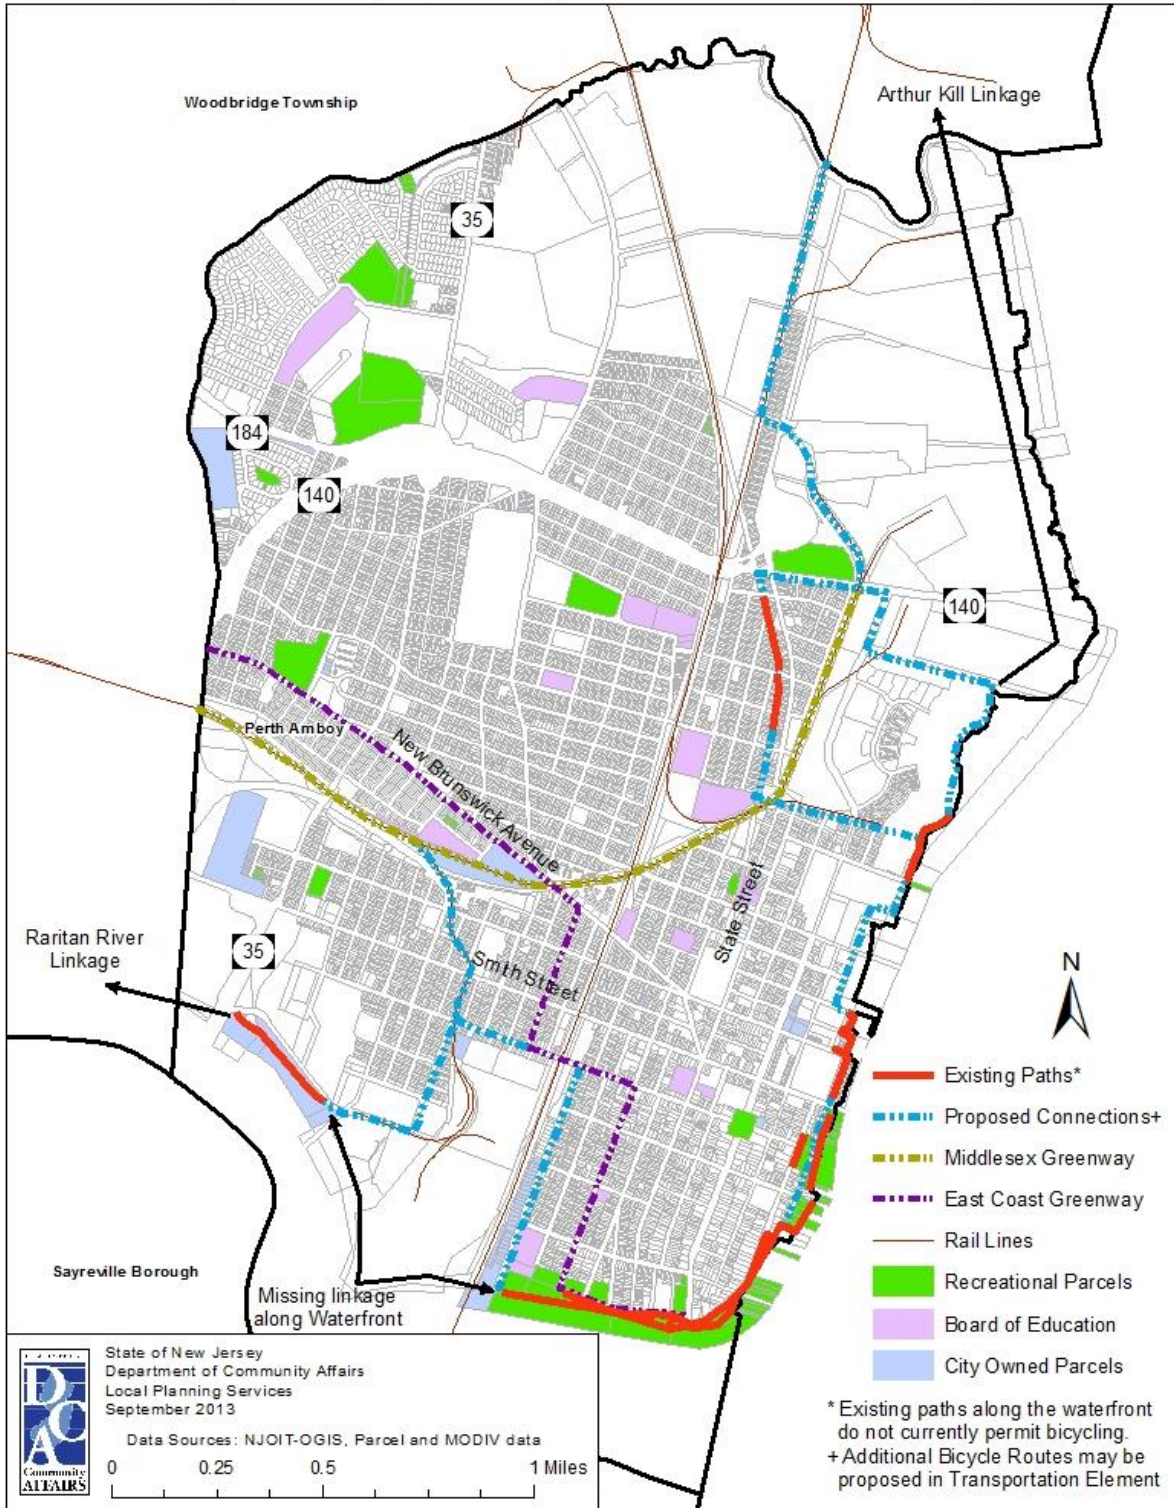 Woodbridge Township
Arthur Kill Linkage
35
184
140
140
Perth Amboy
New Brunswick Avenue
State Street
Raritan River
Linkage
35
Smith Street
N
Existing Paths*
Proposed Connections+
Middlesex Greenway
East Coast Greenway
Rail Lines
Recreational Parcels
Board of Education
City Owned Parcels
Sayreville Borough
Missing linkage
along Waterfront
* Existing paths along the waterfront
do not currently permit bicycling.
+ Additional Bicycle Routes may be
proposed in Transportation Element
DCA
Community
AFFAIRS
State of New Jersey
Department of Community Affairs
Local Planning Services
September 2013
Data Sources: NJOIT-OGIS, Parcel and MODIV data
0 0.25 0.5 1 Miles